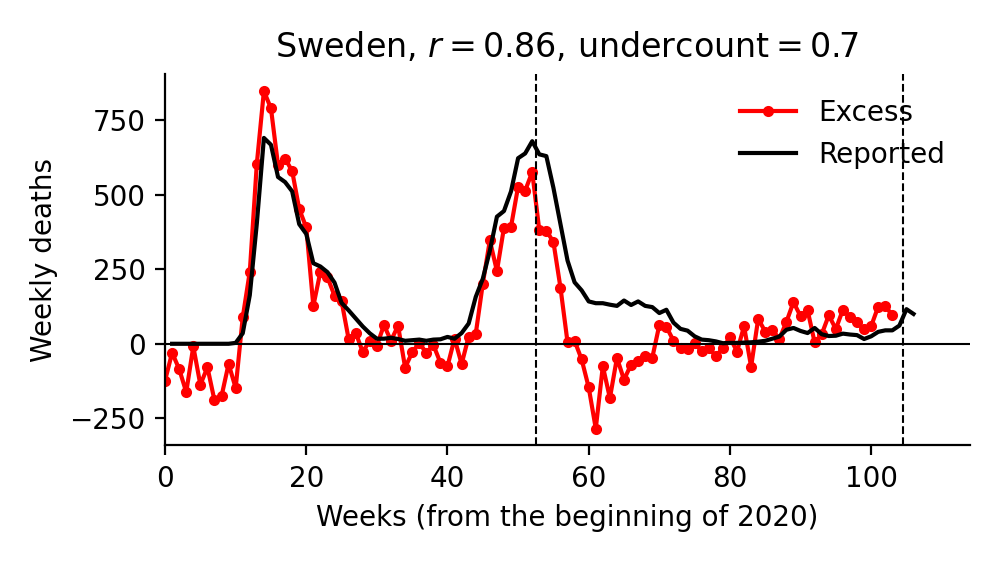 Sweden, r = 0.86, undercount = 0.7
Excess
Reported
Weekly deaths
750
500
250
0
−250
0 20 40 60 80 100
Weeks (from the beginning of 2020)